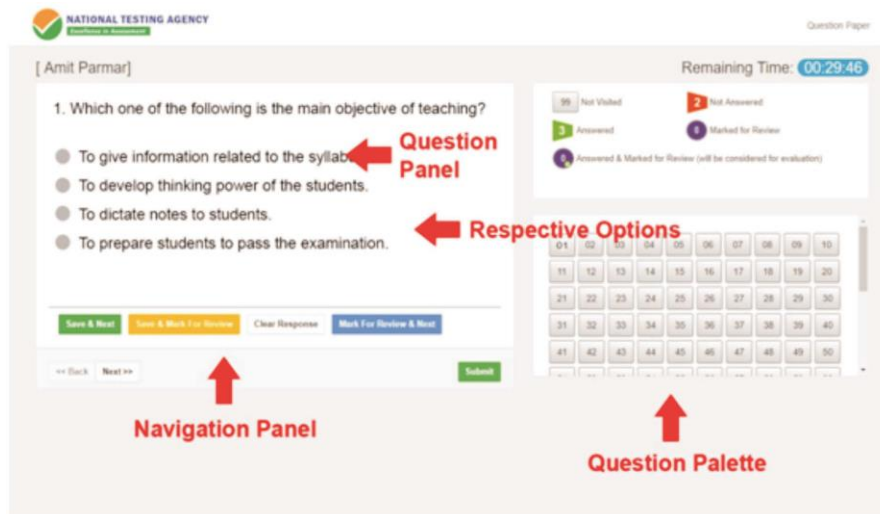 NATIONAL TESTING AGENCY
Excellence in Assessment
Question Paper
[ Amit Parmar]
Remaining Time: 00:29:46
1. Which one of the following is the main objective of teaching?
To give information related to the syllab
To develop thinking power of the students.
To dictate notes to students.
To prepare students to pass the examination.
Question
Panel
Respective Options
99 Not Visited
2 Not Answered
3 Answered
0 Marked for Review
0 Answered & Marked for Review (will be considered for evaluation)
01 02 03 04 05 06 07 08 09 10
11 12 13 14 15 16 17 18 19 20
21 22 23 24 25 26 27 28 29 30
31 32 33 34 35 36 37 38 39 40
41 42 43 44 45 46 47 48 49 50
Save & Next Save & Mark For Review Clear Response Mark For Review & Next
<< Back Next >> Submit
Navigation Panel
Question Palette